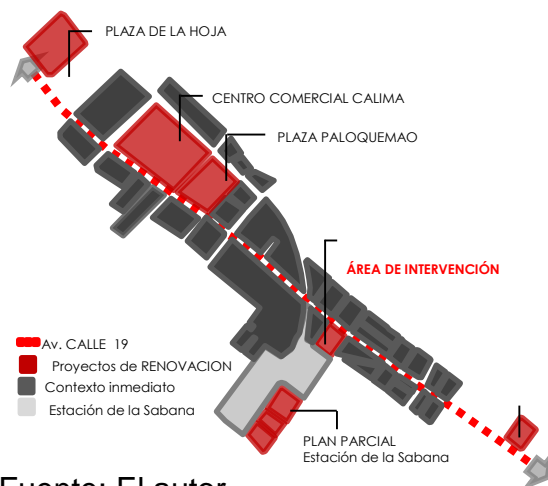 PLAZA DE LA HOJA
CENTRO COMERCIAL CALIMA
PLAZA PALOQUEMAO
ÁREA DE INTERVENCIÓN
Av. CALLE 19
Proyectos de RENOVACION
Contexto inmediato
Estación de la Sabana
PLAN PARCIAL
Estación de la Sabana
Fuente: El autor